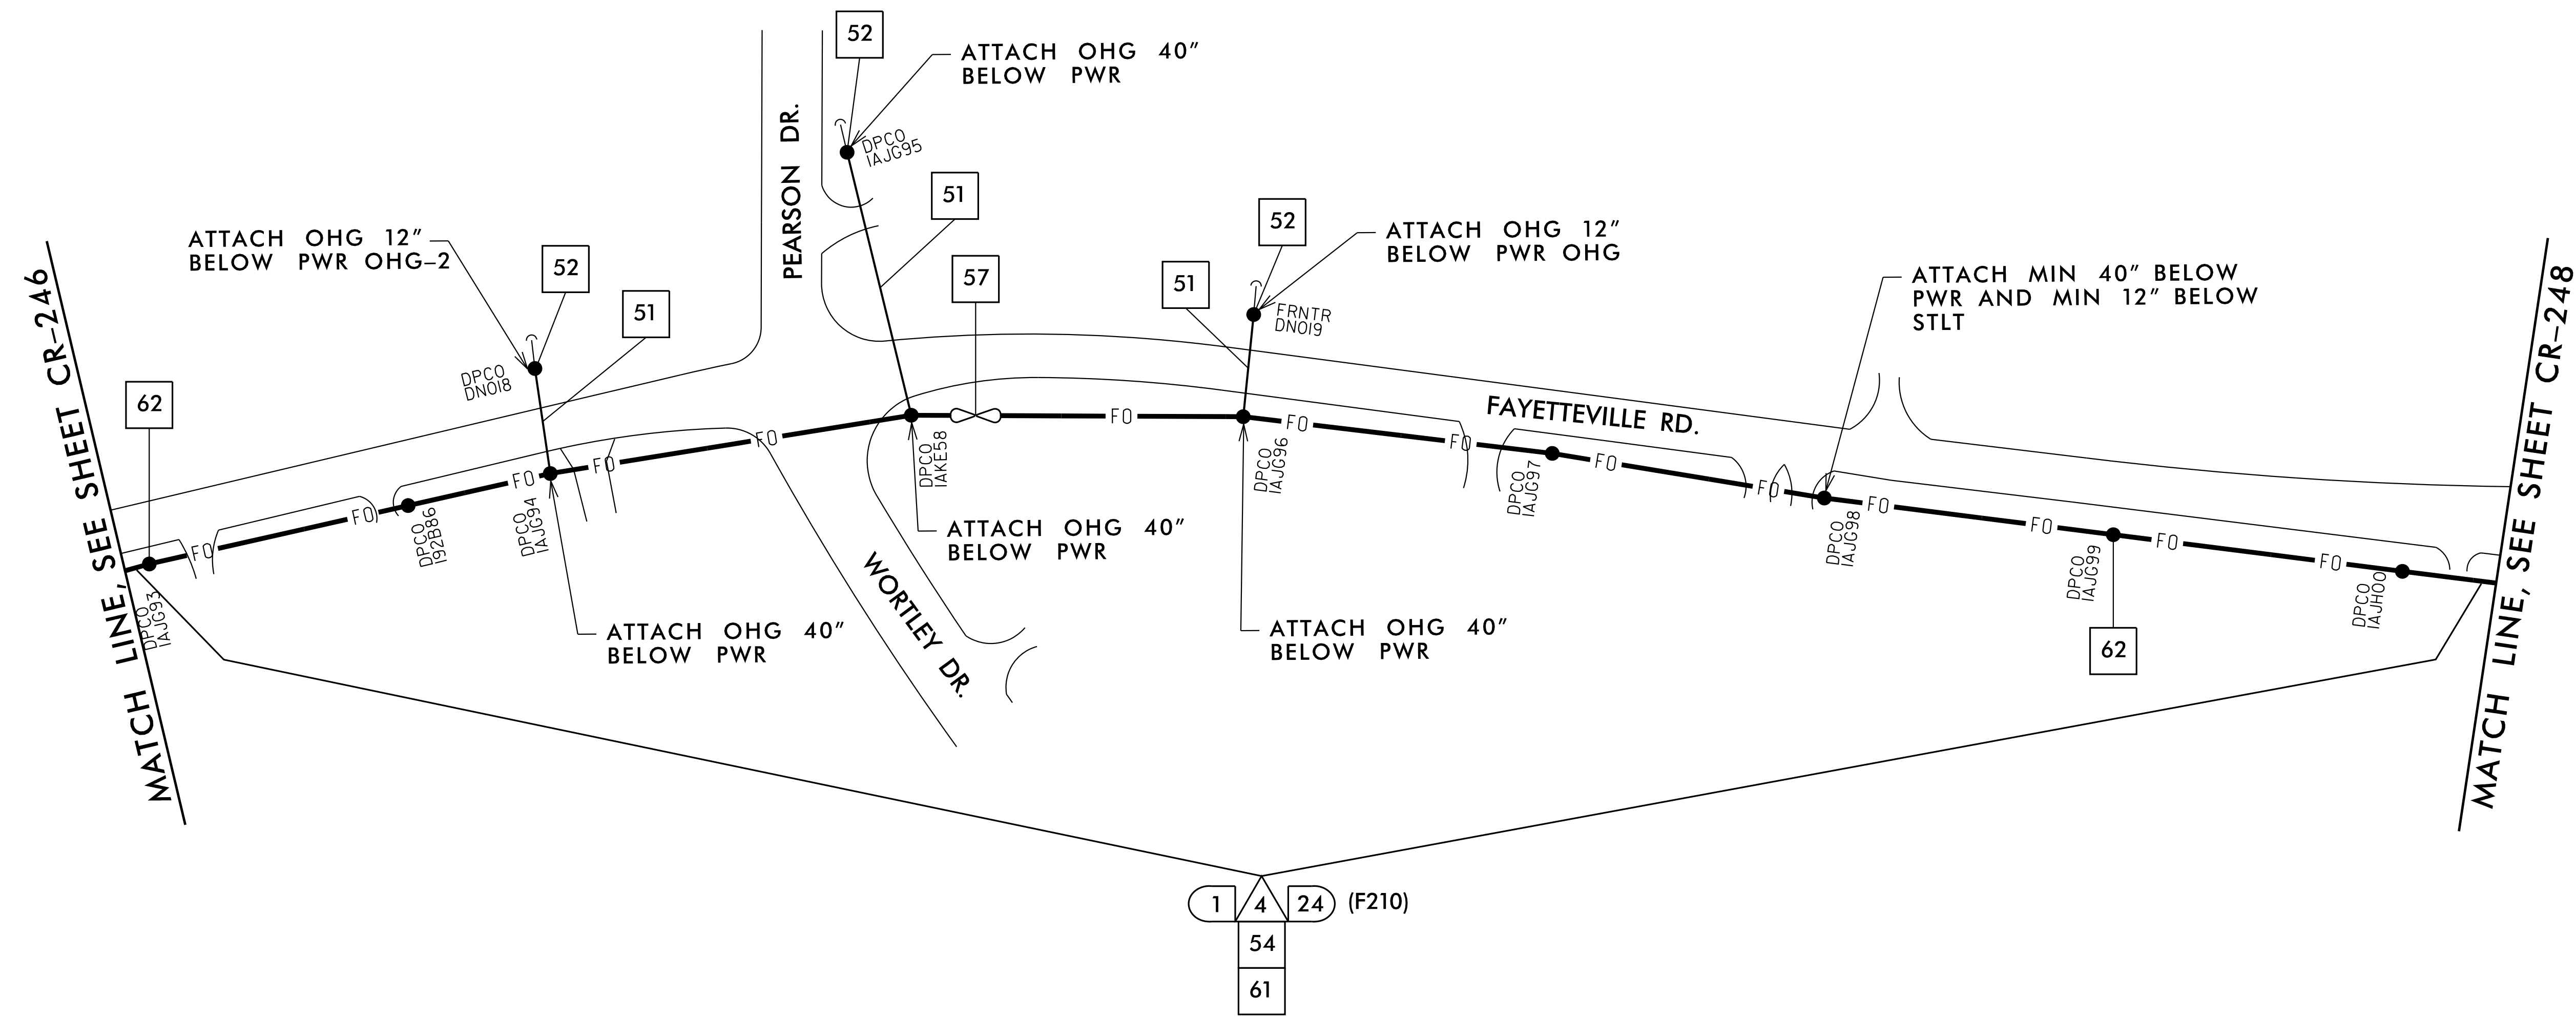 52
ATTACH OHG 40"
BELOW PWR
PEARSON DR.
DPCO
IAJG95
51
52
ATTACH OHG 12"
BELOW PWR OHG
ATTACH OHG 12"
BELOW PWR OHG-2
52
57
51
51
FRNTR
DN019
ATTACH MIN 40" BELOW
PWR AND MIN 12" BELOW
STLT
MATCH LINE, SEE SHEET CR-246
MATCH LINE, SEE SHEET CR-248
62
DPCO
DN018
FAYETTEVILLE RD.
FO
FO
FO
FO
FO
FO
FO
FO
FO
FO
FO
FO
FO
FO
DPCO
IAJG93
DPCO
I92B86
DPCO
IAJG94
DPCO
IAKE58
DPCO
IAJG96
DPCO
IAJG97
DPCO
IAJG98
DPCO
IAJG99
DPCO
IAJH00
ATTACH OHG 40"
BELOW PWR
WORTLEY DR.
ATTACH OHG 40"
BELOW PWR
ATTACH OHG 40"
BELOW PWR
62
1 4 24 (F210)
54
61